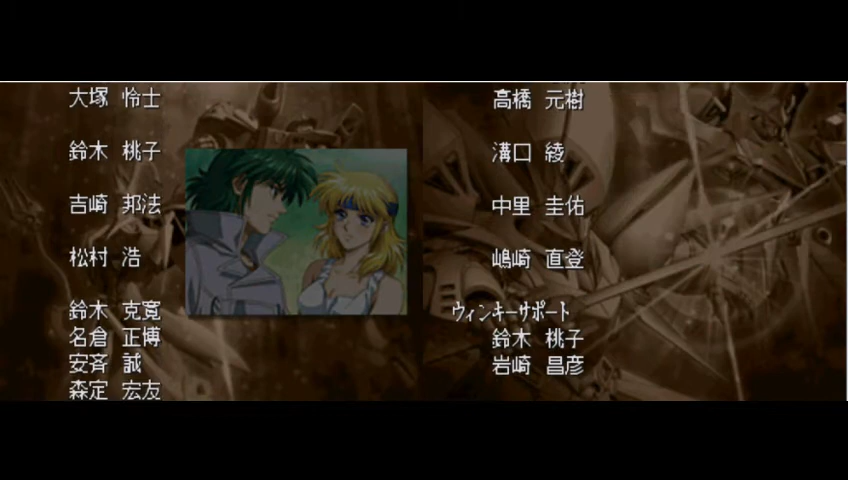 大塚 怜士
鈴木 桃子
吉崎 邦法
松村 浩
鈴木 克寛
名倉 正博
安斉 誠
森定 宏友
高橋 元樹
溝口 綾
中里 圭佑
嶋崎 直登
ウィンキーサポート
鈴木 桃子
岩崎 昌彦